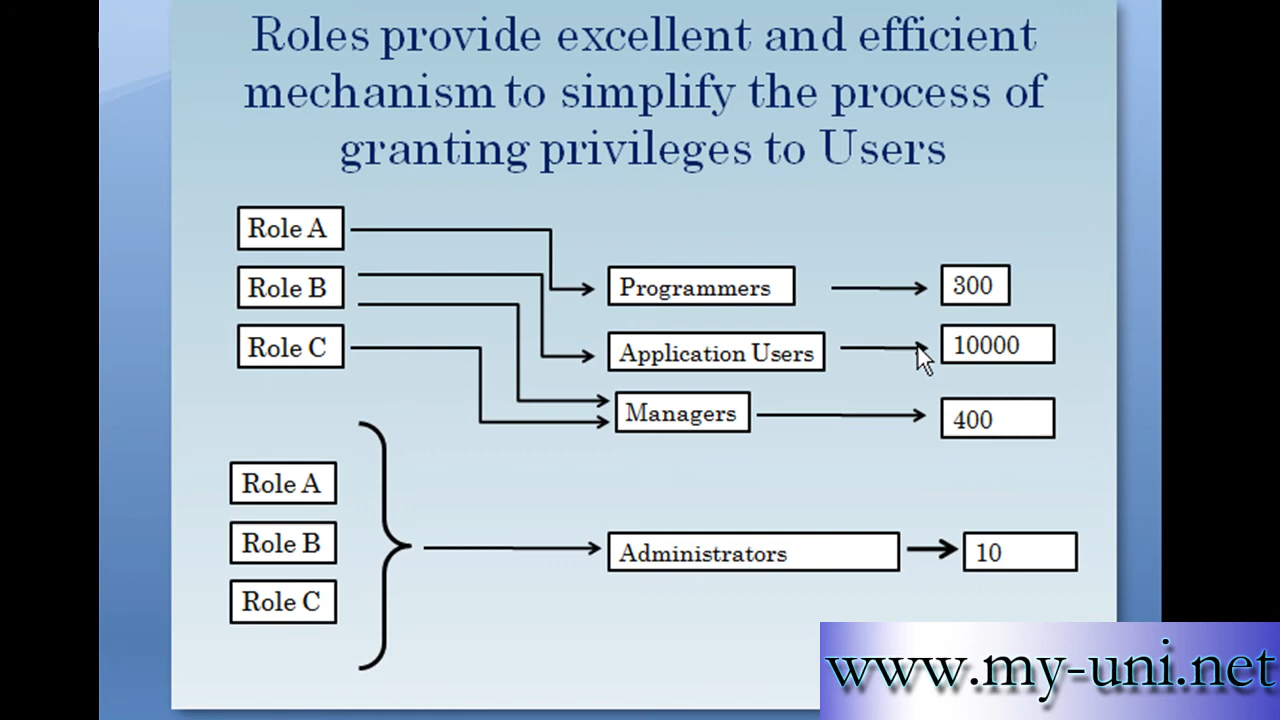 Roles provide excellent and efficient
mechanism to simplify the process of
granting privileges to Users
Role A
Role B
Role C
Programmers
300
Application Users
10000
Managers
400
Role A
Role B
Role C
Administrators
10
www.my-uni.net